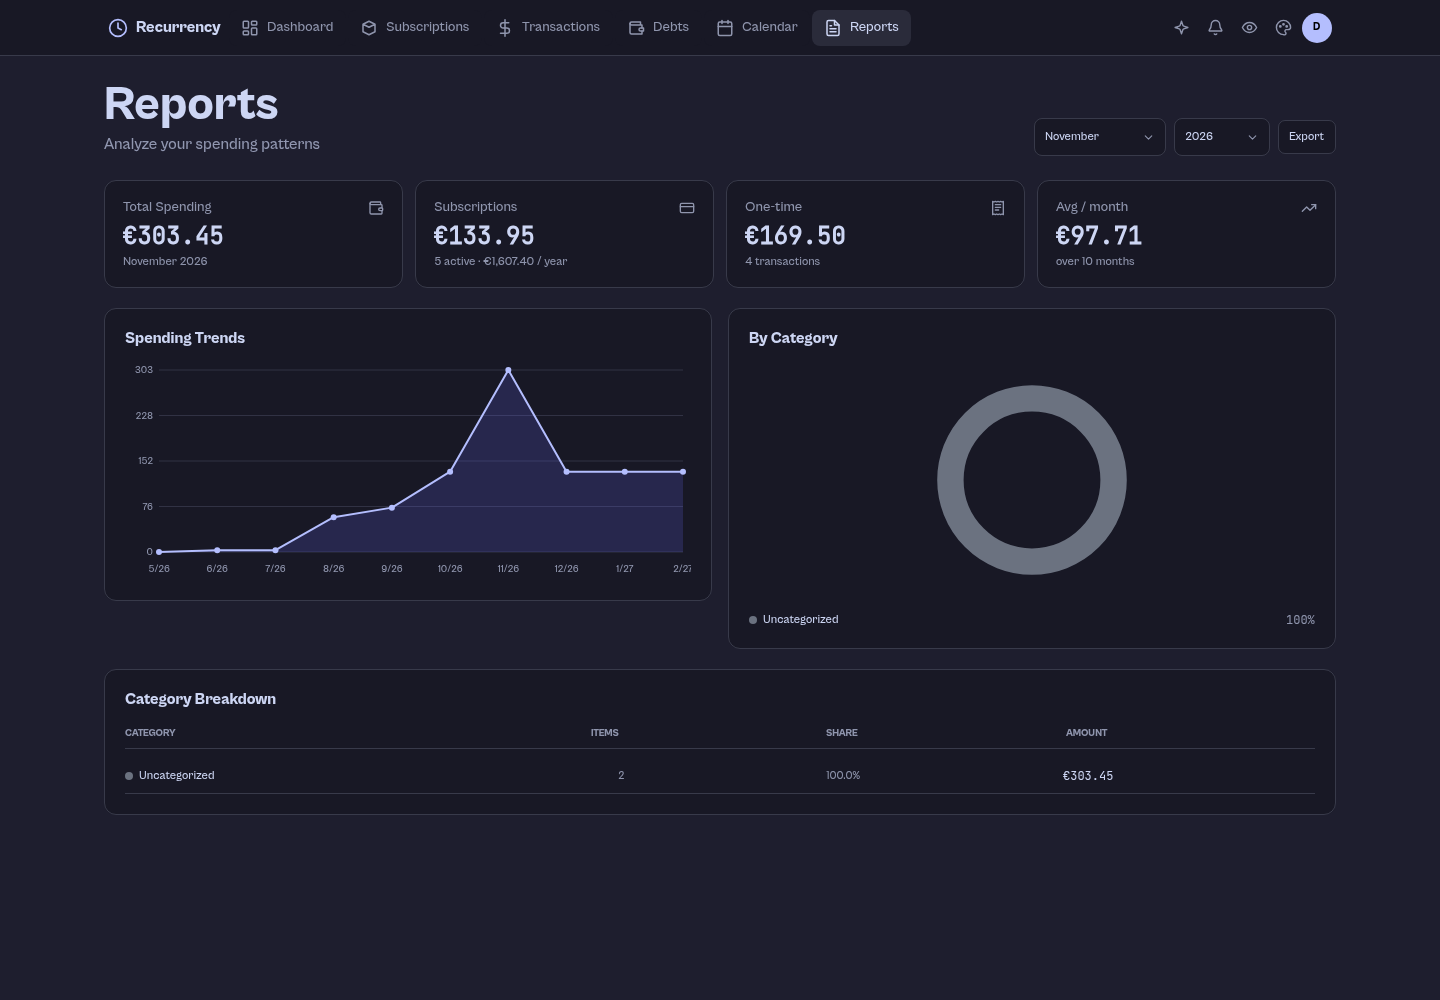 Recurrency
Dashboard
Subscriptions
Transactions
Debts
Calendar
Reports
D
Reports
Analyze your spending patterns
November
2026
Export
Total Spending
€303.45
November 2026
Subscriptions
€133.95
5 active · €1,607.40 / year
One-time
€169.50
4 transactions
Avg / month
€97.71
over 10 months
Spending Trends
303
228
152
76
0
5/26 6/26 7/26 8/26 9/26 10/26 11/26 12/26 1/27 2/27
By Category
Uncategorized 100%
Category Breakdown
CATEGORY ITEMS SHARE AMOUNT
Uncategorized 2 100.0% €303.45